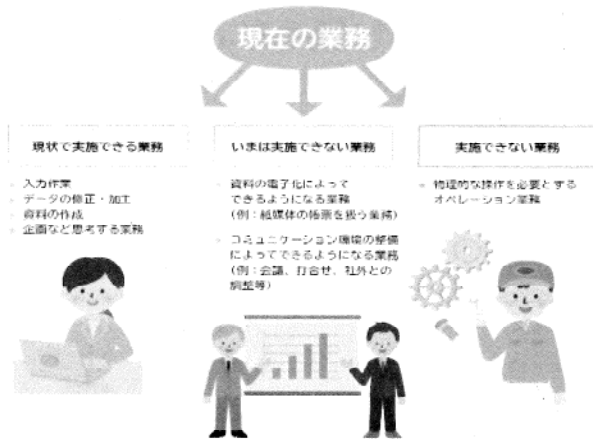 現在の業務
現状で実施できる業務
いまは実施できない業務
実施できない業務
入力作業
データの修正・加工
資料の作成
企画など思考する業務
資料の電子化によって
できるようになる業務
(例：紙媒体の帳票を扱う業務)
コミュニケーション環境の整備
によってできるようになる業務
(例：会議、打合せ、社外との
調整等)
物理的な操作を必要とする
オペレーション業務